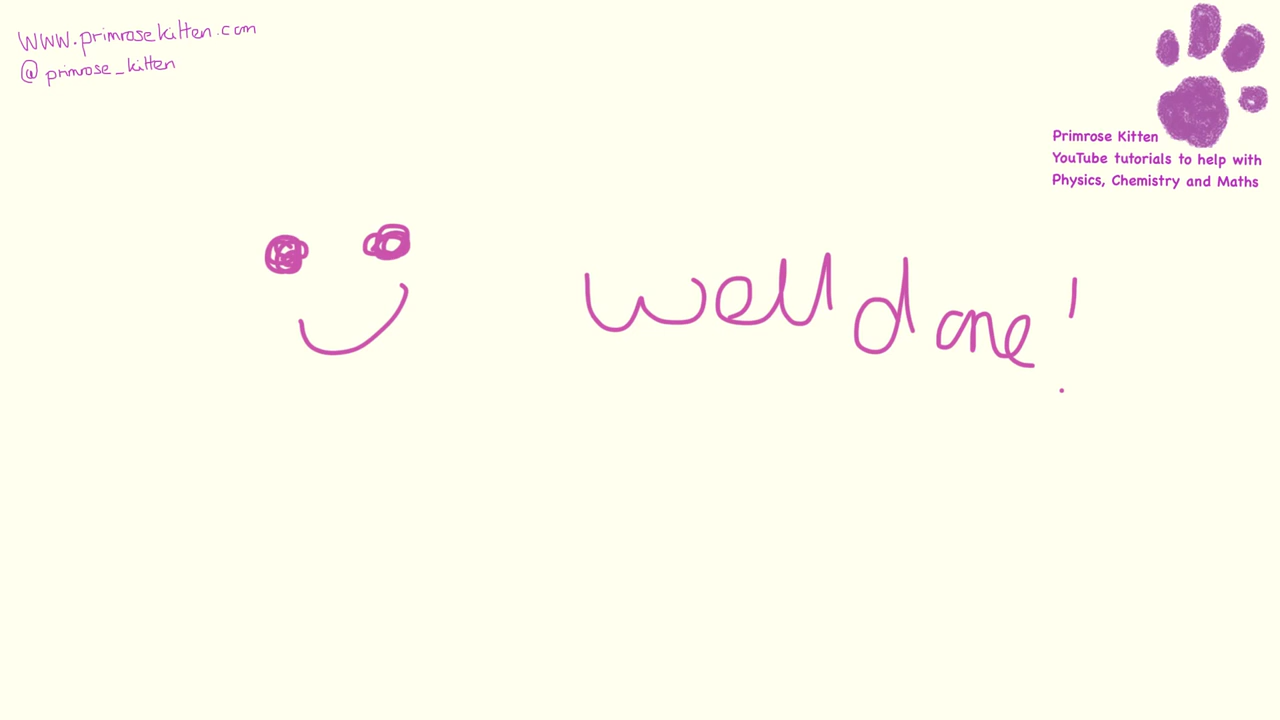 www.primrosekitten.com
@primrose_kitten
Primrose Kitten
YouTube tutorials to help with
Physics, Chemistry and Maths
well done!